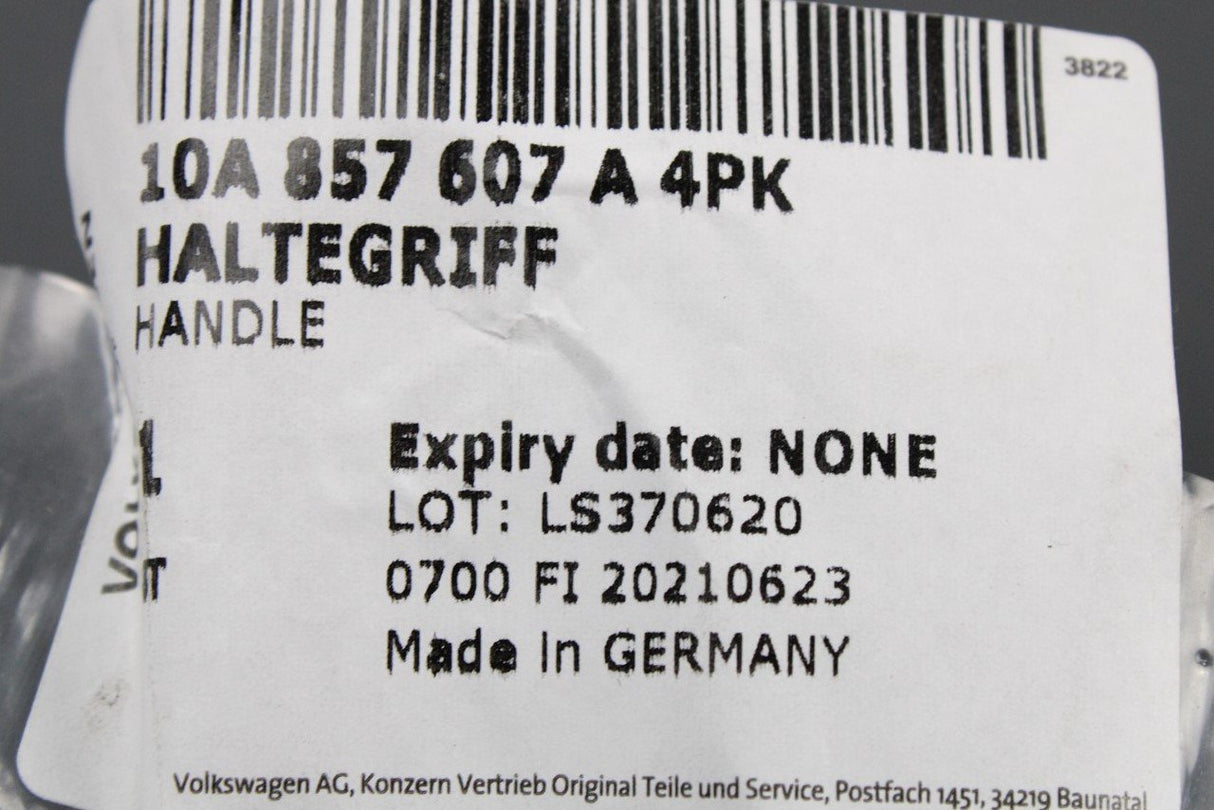 3822
10A 857 607 A 4PK
HALTEGRIFF
HANDLE
1
Expiry date: NONE
LOT: LS370620
T
0700 FI 20210623
Made in GERMANY
Volkswagen AG, Konzern Vertrieb Original Teile und Service, Postfach 1451, 34219 Baunatal